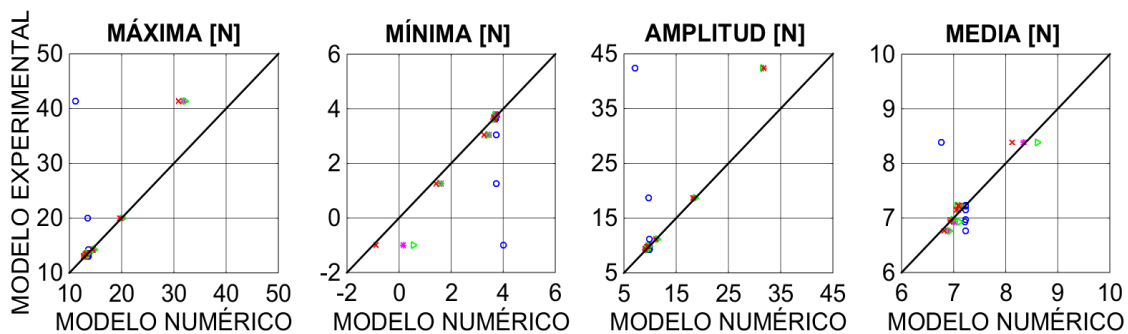 MÁXIMA [N] MÍNIMA [N] AMPLITUD [N] MEDIA [N]
MODELO EXPERIMENTAL
50
40
30
20
10
10 20 30 40 50
MODELO NUMÉRICO
6
4
2
0
-2
-2 0 2 4 6
MODELO NUMÉRICO
45
35
25
15
5
5 15 25 35 45
MODELO NUMÉRICO
10
9
8
7
6
6 7 8 9 10
MODELO NUMÉRICO